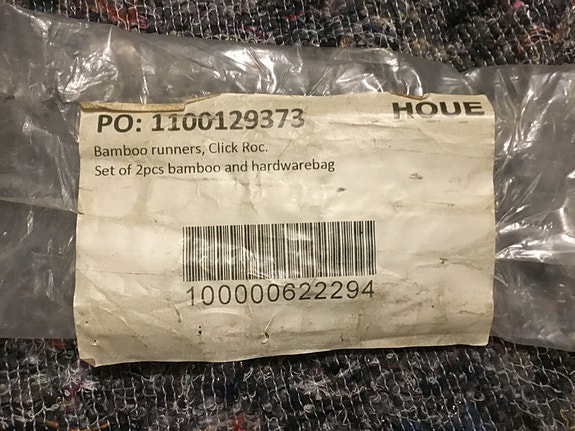 PO: 1100129373
HOUE
Bamboo runners, Click Roc.
Set of 2pcs bamboo and hardwarebag
100000622294